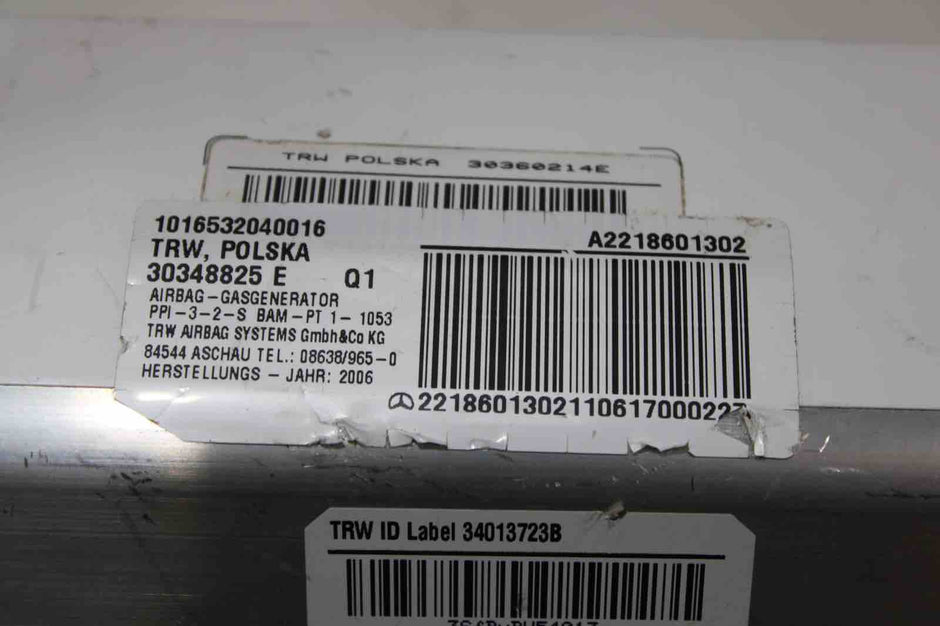 TRW POLSKA 30360214E
1016532040016
TRW, POLSKA
30348825 E Q1
AIRBAG-GASGENERATOR
PPI-3-2-S BAM-PT 1- 1053
TRW AIRBAG SYSTEMS GmbH&Co KG
84544 ASCHAU TEL.: 08638/965-0
HERSTELLUNGS - JAHR: 2006
A2218601302
TRW ID Label 34013723B